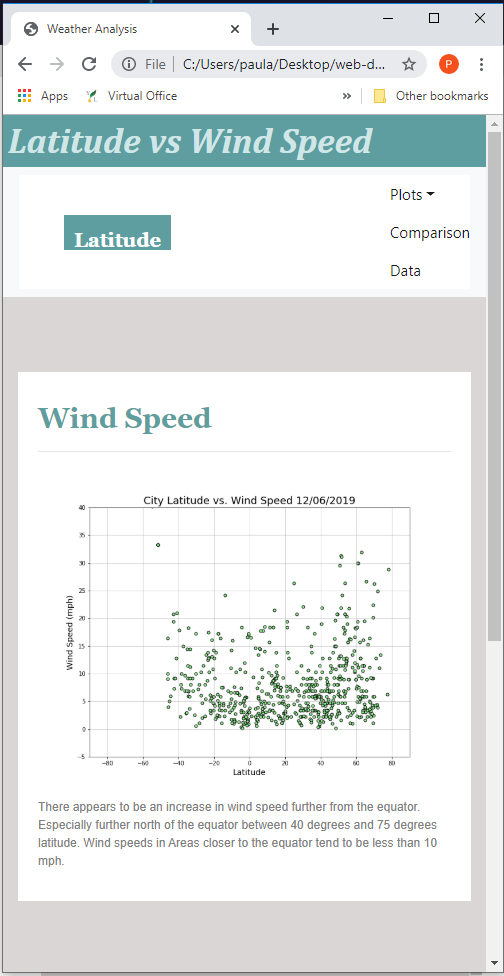 Weather Analysis
File | C:/Users/paula/Desktop/web-d...
P
Apps Virtual Office » Other bookmarks
Latitude vs Wind Speed
Plots
Latitude
Comparison
Data
Wind Speed
City Latitude vs. Wind Speed 12/06/2019
40
35
30
25
20
15
10
5
0
−5
Wind Speed (mph)
−80 −60 −40 −20 0 20 40 60 80
Latitude
There appears to be an increase in wind speed further from the equator.
Especially further north of the equator between 40 degrees and 75 degrees
latitude. Wind speeds in Areas closer to the equator tend to be less than 10
mph.